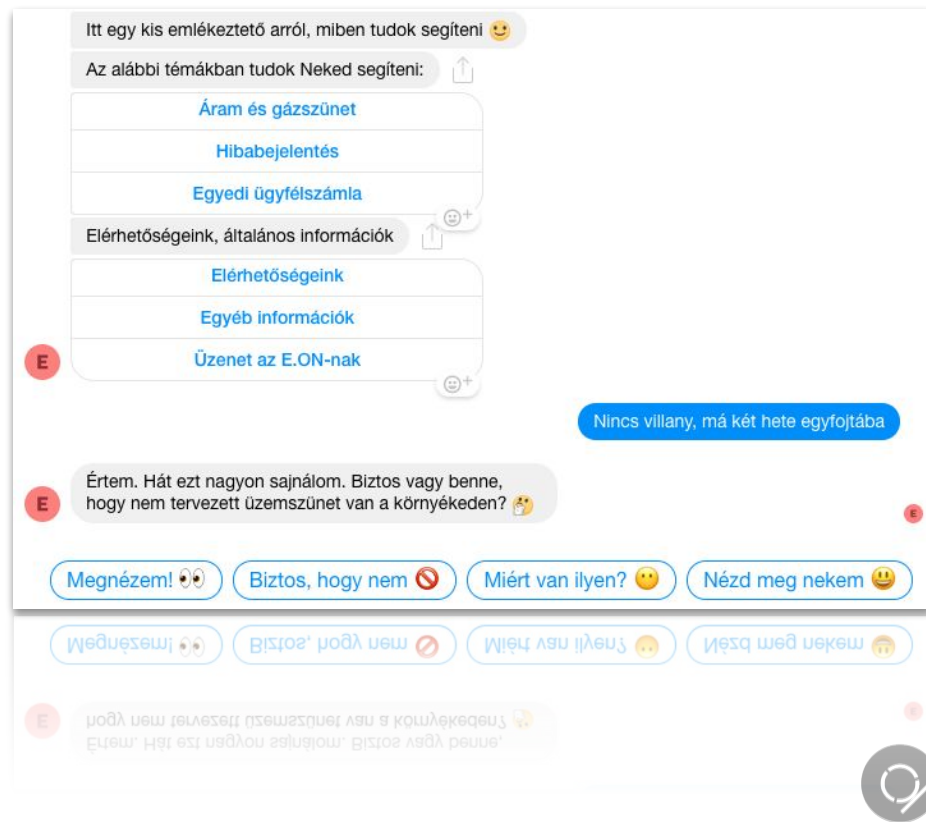 Itt egy kis emlékeztető arról, miben tudok segíteni 🙂
Az alábbi témákban tudok Neked segíteni:
Áram és gázszünet
Hibabejelentés
Egyedi ügyfélszámla
Elérhetőségeink, általános információk
Elérhetőségeink
Egyéb információk
Üzenet az E.ON-nak
E
Nincs villany, má két hete egyfojtába
Értem. Hát ezt nagyon sajnálom. Biztos vagy benne,
hogy nem tervezett üzemszünet van a környékeden? 🤔
E
E
Megnézem! 👀
Biztos, hogy nem 🚫
Miért van ilyen? 😶
Nézd meg nekem 😃